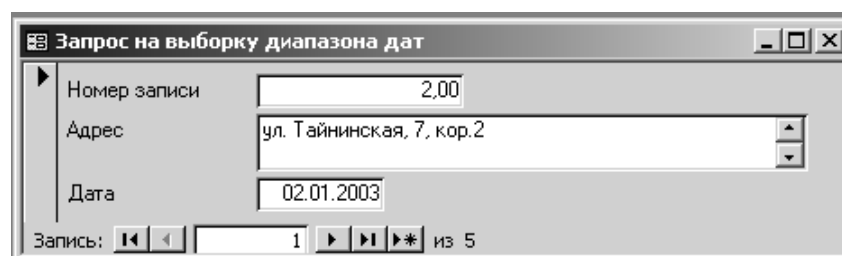 Запрос на выборку диапазона дат
Номер записи 2,00
Адрес ул. Тайнинская, 7, кор.2
Дата 02.01.2003
Запись: 1 из 5